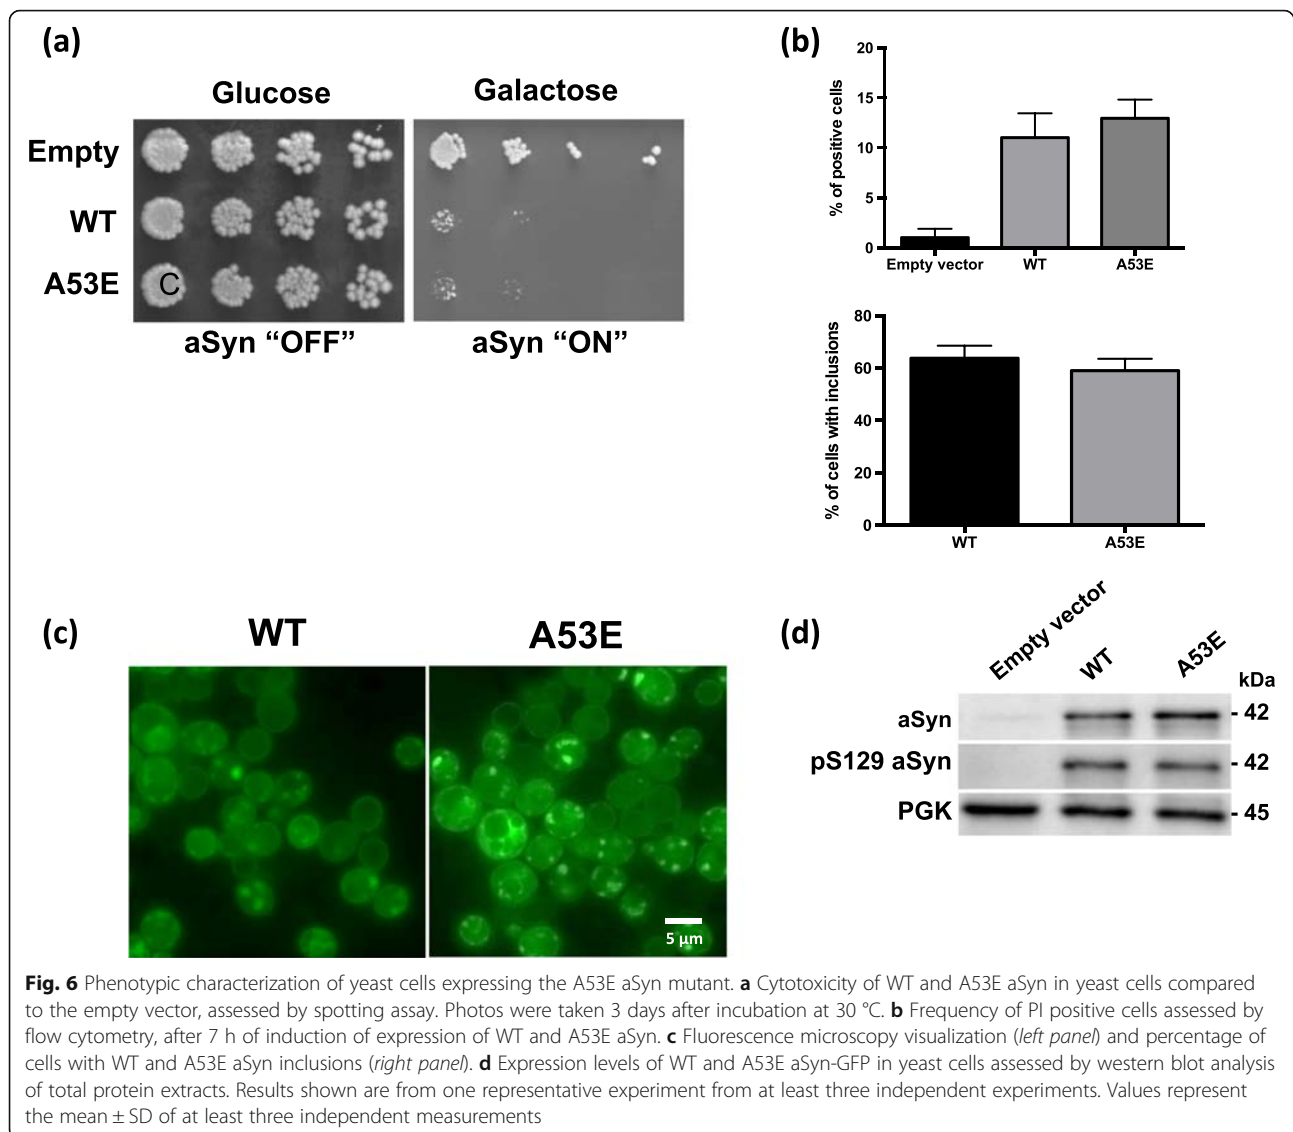 (a)
Glucose
Galactose
Empty
WT
A53E
C
aSyn “OFF”
aSyn “ON”
(b)
% of positive cells
20
15
10
5
0
Empty vector
WT
A53E
% of cells with inclusions
80
60
40
20
0
WT
A53E
(c)
WT
A53E
5 µm
(d)
Empty vector
WT
A53E
kDa
aSyn
- 42
pS129 aSyn
- 42
PGK
- 45
Fig. 6 Phenotypic characterization of yeast cells expressing the A53E aSyn mutant. a Cytotoxicity of WT and A53E aSyn in yeast cells compared
to the empty vector, assessed by spotting assay. Photos were taken 3 days after incubation at 30 °C. b Frequency of PI positive cells assessed by
flow cytometry, after 7 h of induction of expression of WT and A53E aSyn. c Fluorescence microscopy visualization (left panel) and percentage of
cells with WT and A53E aSyn inclusions (right panel). d Expression levels of WT and A53E aSyn-GFP in yeast cells assessed by western blot analysis
of total protein extracts. Results shown are from one representative experiment from at least three independent experiments. Values represent
the mean ± SD of at least three independent measurements